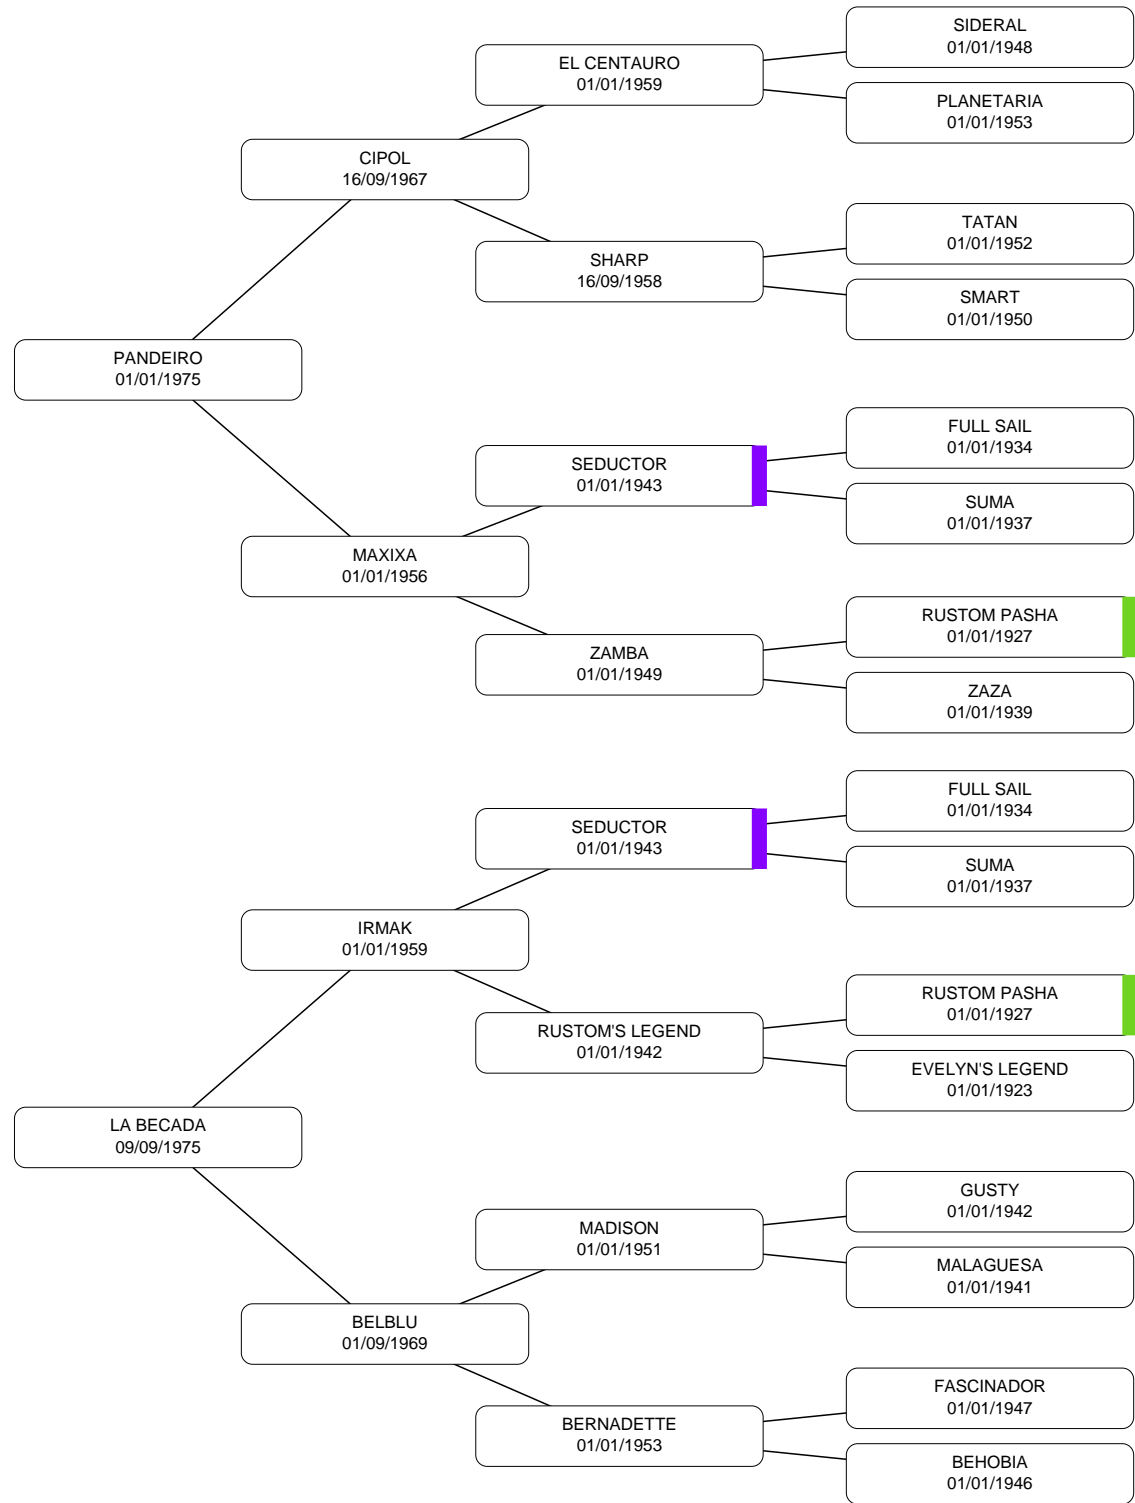 SIDERAL
01/01/1948
EL CENTAURO
01/01/1959
PLANETARIA
01/01/1953
CIPOL
16/09/1967
TATAN
01/01/1952
SHARP
16/09/1958
SMART
01/01/1950
PANDEIRO
01/01/1975
FULL SAIL
01/01/1934
SEDUCTOR
01/01/1943
SUMA
01/01/1937
MAXIXA
01/01/1956
RUSTOM PASHA
01/01/1927
ZAMBA
01/01/1949
ZAZA
01/01/1939
FULL SAIL
01/01/1934
SEDUCTOR
01/01/1943
SUMA
01/01/1937
IRMAK
01/01/1959
RUSTOM PASHA
01/01/1927
RUSTOM'S LEGEND
01/01/1942
EVELYN'S LEGEND
01/01/1923
LA BECADA
09/09/1975
GUSTY
01/01/1942
MADISON
01/01/1951
MALAGUESA
01/01/1941
BELBLU
01/09/1969
FASCINADOR
01/01/1947
BERNADETTE
01/01/1953
BEHOBIA
01/01/1946